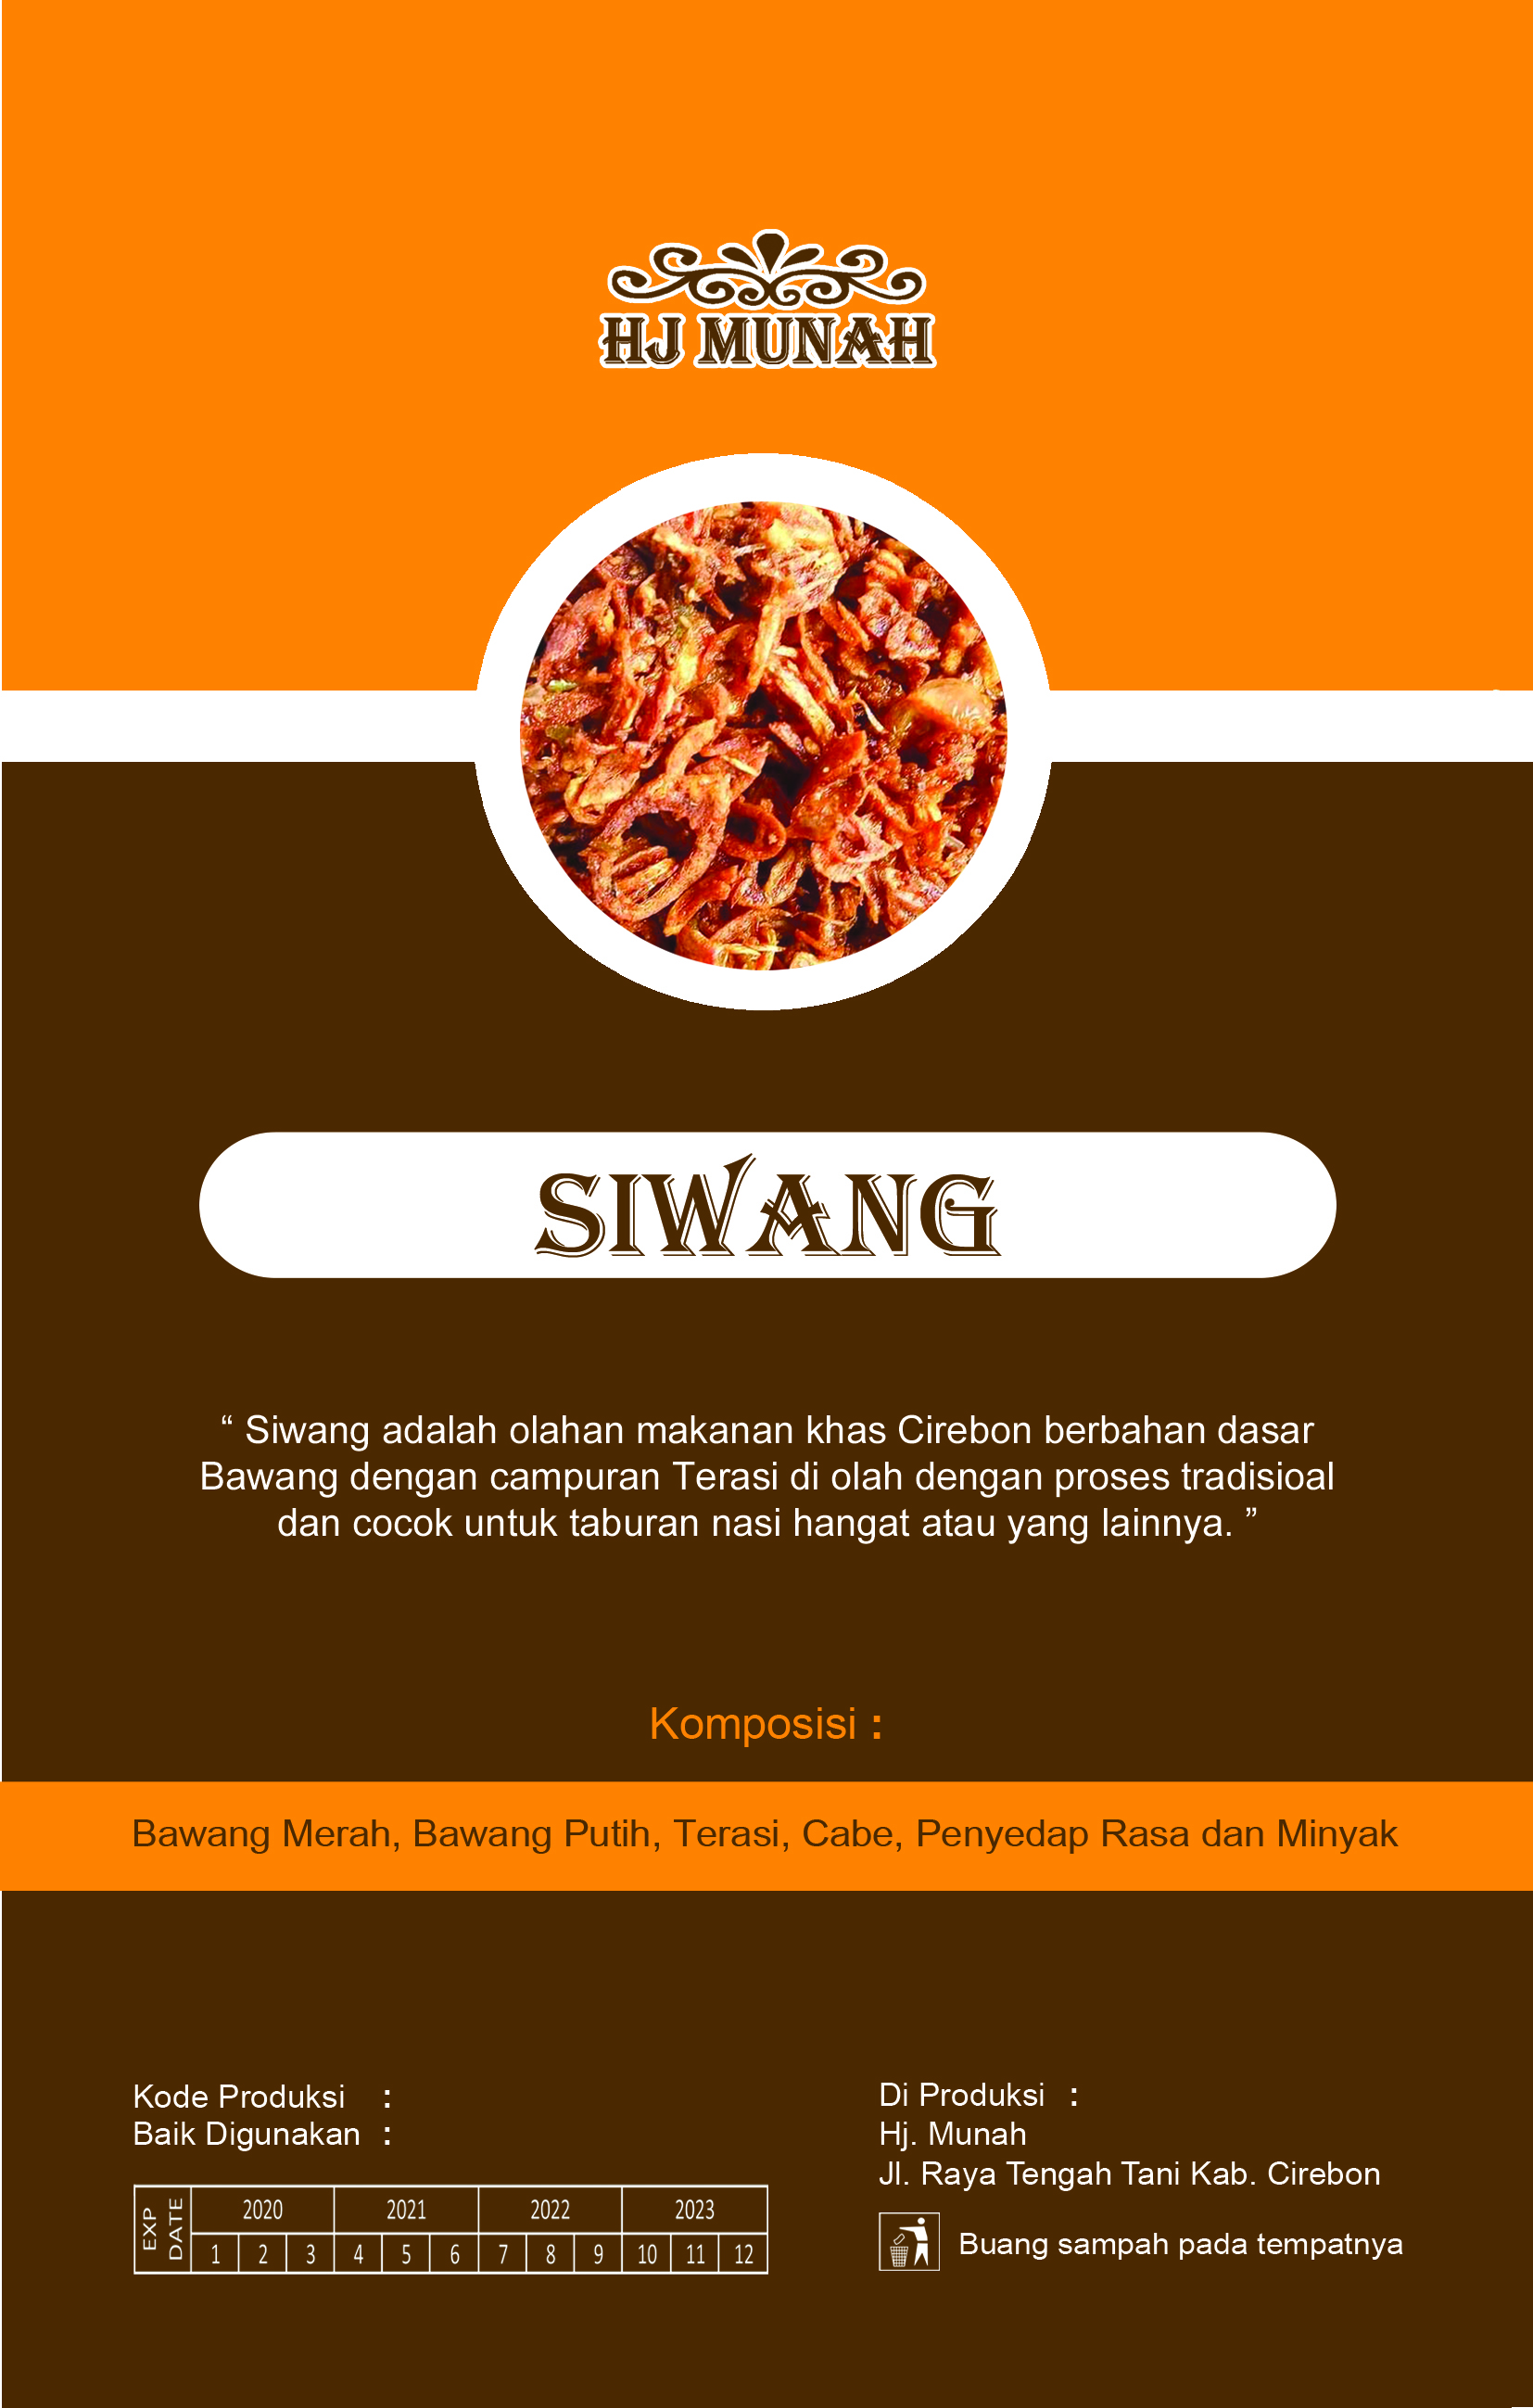 HJ MUNAH
SIWANG
“ Siwang adalah olahan makanan khas Cirebon berbahan dasar
Bawang dengan campuran Terasi di olah dengan proses tradisioal
dan cocok untuk taburan nasi hangat atau yang lainnya. ”
Komposisi :
Bawang Merah, Bawang Putih, Terasi, Cabe, Penyedap Rasa dan Minyak
Kode Produksi :
Baik Digunakan :
EXP DATE
2020 2021 2022 2023
1 2 3 4 5 6 7 8 9 10 11 12
Di Produksi :
Hj. Munah
Jl. Raya Tengah Tani Kab. Cirebon
Buang sampah pada tempatnya